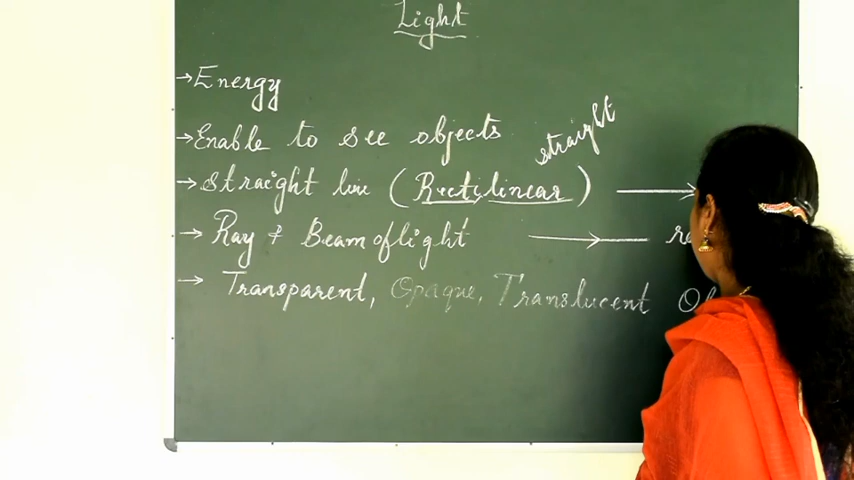 Light
→ Energy
→ Enable to see objects
straight
→ straight line (Rectilinear) →
→ Ray & Beam of light →
→ Transparent, Opaque, Translucent